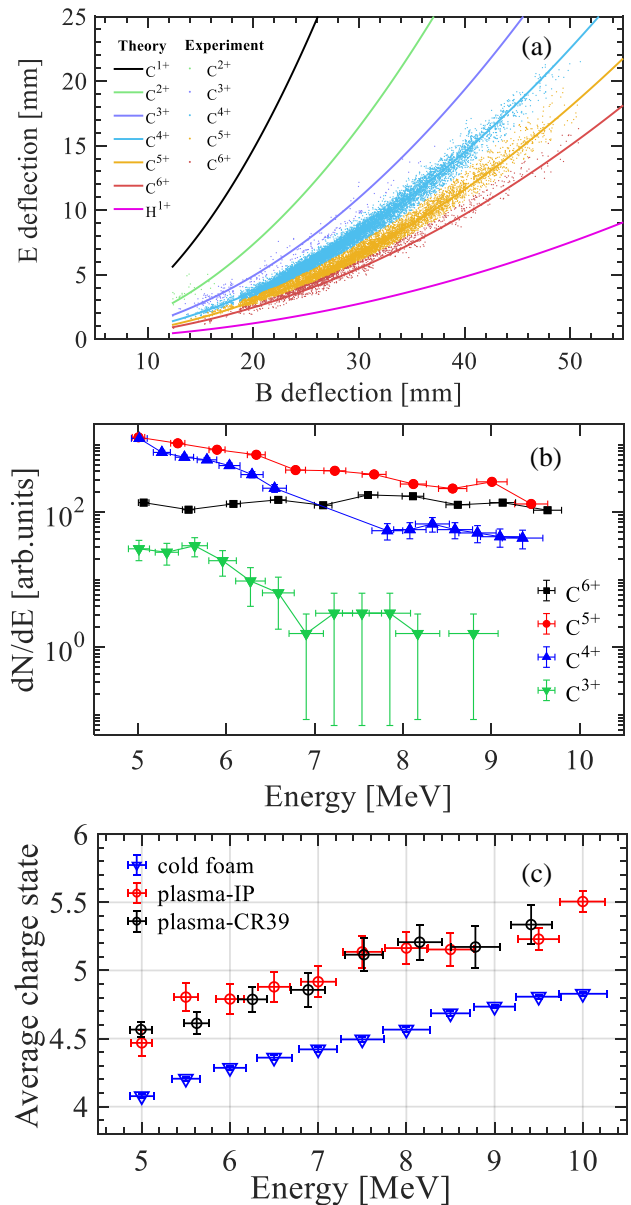 25
20
15
10
5
0
E deflection [mm]
(a)
Theory Experiment
C1+ C2+
C2+ C3+
C3+ C4+
C4+ C5+
C5+ C6+
C6+
H1+
10 20 30 40 50
B deflection [mm]
(b)
10^2
10^0
dN/dE [arb.units]
C6+
C5+
C4+
C3+
5 6 7 8 9 10
Energy [MeV]
6
5.5
5
4.5
4
Average charge state
cold foam
plasma-IP
plasma-CR39
(c)
5 6 7 8 9 10
Energy [MeV]